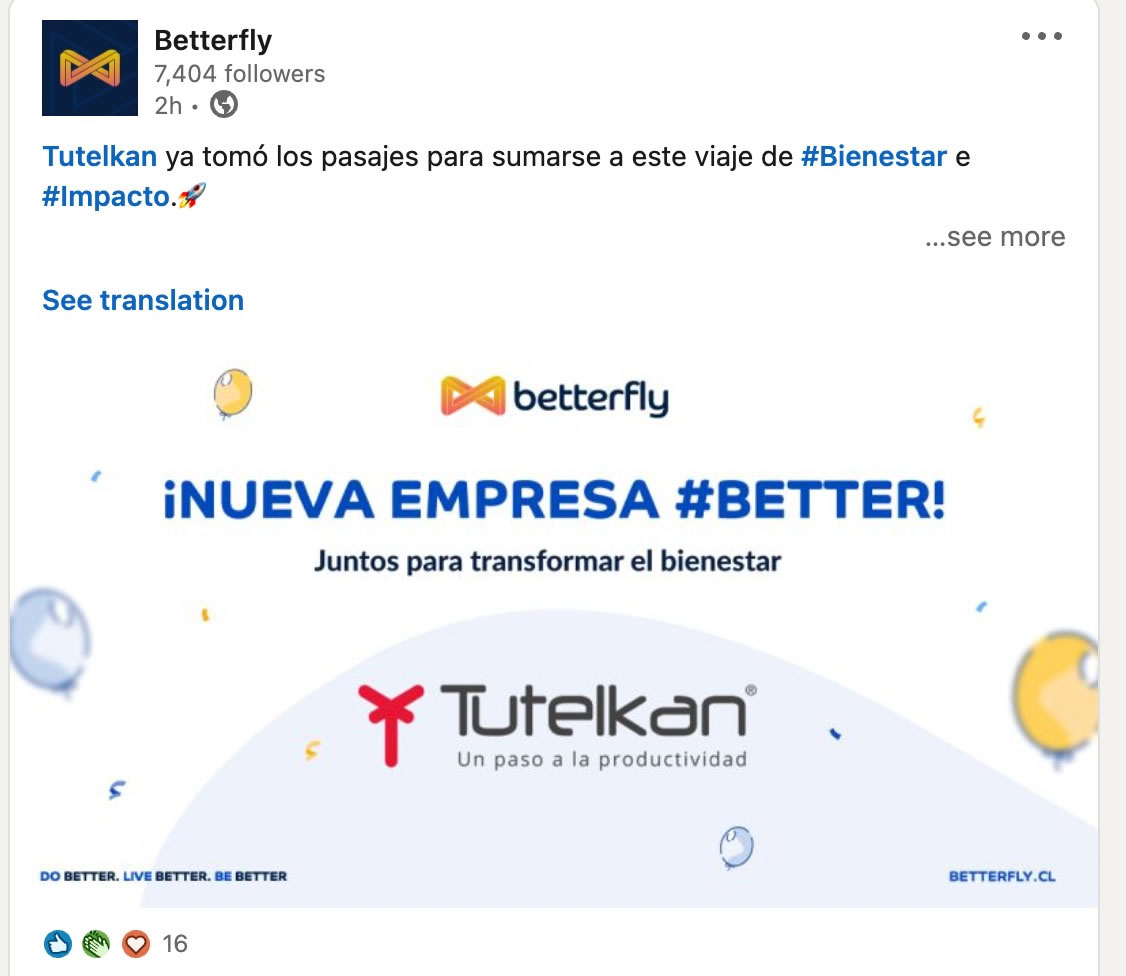 Betterfly
7,404 followers
2h •
Tutelkan ya tomó los pasajes para sumarse a este viaje de #Bienestar e
#Impacto.🚀
...see more
See translation
betterfly
¡NUEVA EMPRESA #BETTER!
Juntos para transformar el bienestar
Tutelkan®
Un paso a la productividad
DO BETTER. LIVE BETTER. BE BETTER
BETTERFLY.CL
16